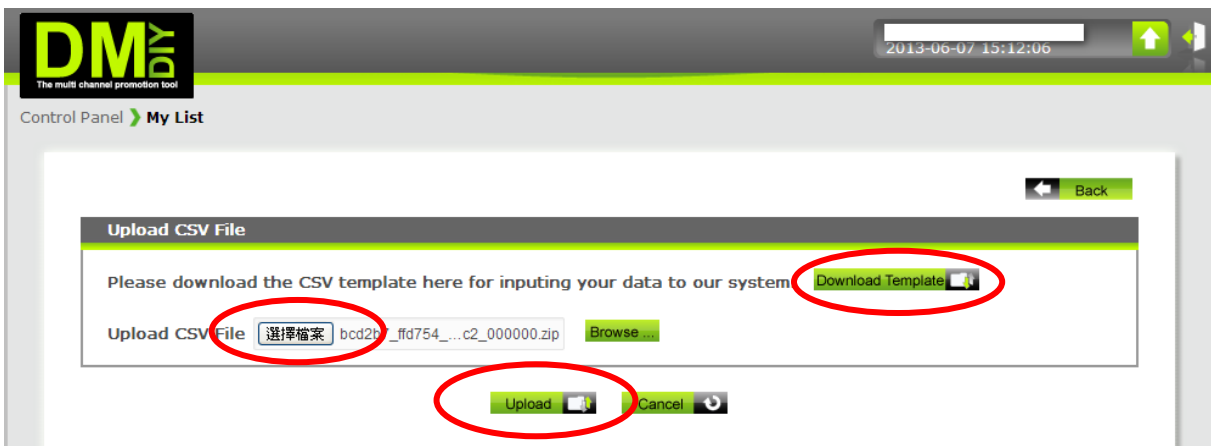 DM DIY
The multi channel promotion tool
2013-06-07 15:12:06
Control Panel My List
Back
Upload CSV File
Please download the CSV template here for inputing your data to our system Download Template
Upload CSV File 選擇檔案 bcd2b7_ffd754_...c2_000000.zip Browse ...
Upload Cancel